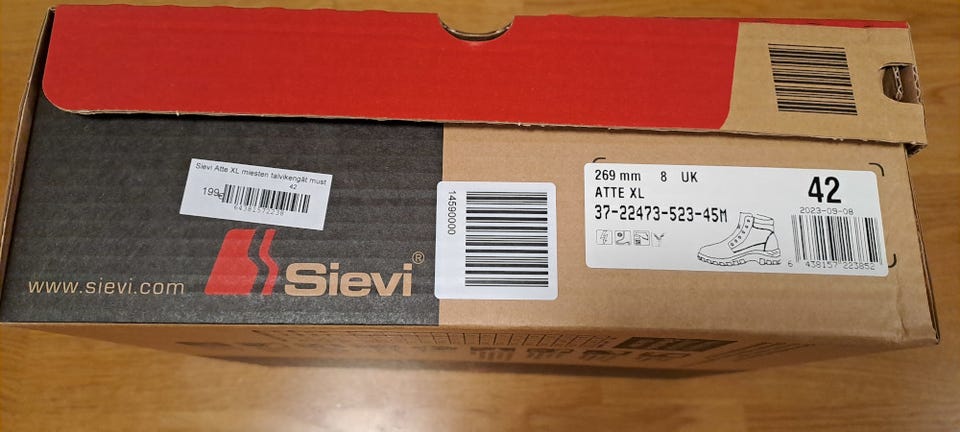 Sievi Atte XL miesten talvikengät must
42
199€
64381572238
www.sievi.com
Sievi®
14590000
269 mm 8 UK
ATTE XL
37-22473-523-45M
42
2023-09-08
6 438157 223852